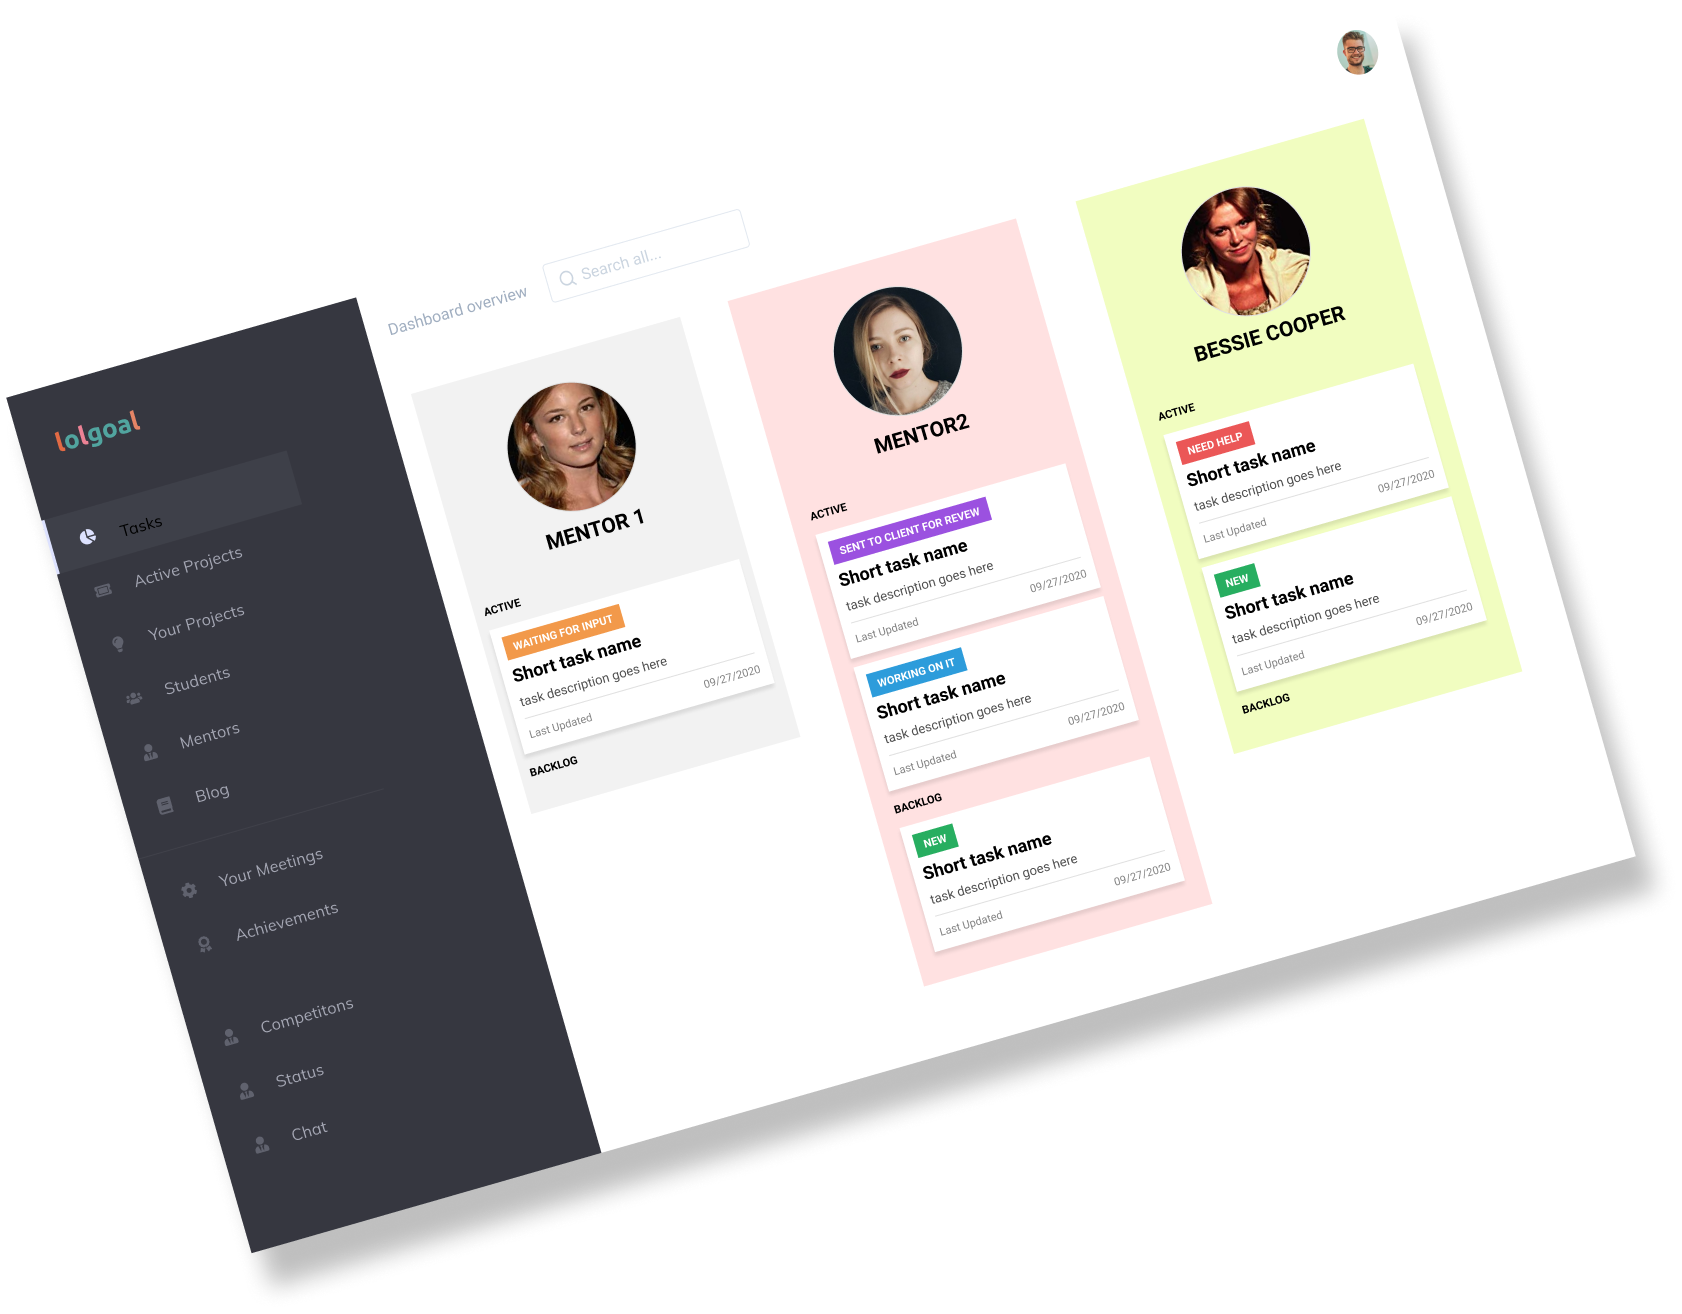 lolgoal
Tasks
Active Projects
Your Projects
Students
Mentors
Blog
Your Meetings
Achievements
Competitons
Status
Chat
Dashboard overview
Search all...
MENTOR 1
ACTIVE
WAITING FOR INPUT
Short task name
task description goes here
Last Updated 09/27/2020
BACKLOG
MENTOR2
ACTIVE
SENT TO CLIENT FOR REVEW
Short task name
task description goes here
Last Updated 09/27/2020
WORKING ON IT
Short task name
task description goes here
Last Updated 09/27/2020
BACKLOG
NEW
Short task name
task description goes here
Last Updated 09/27/2020
BESSIE COOPER
ACTIVE
NEED HELP
Short task name
task description goes here
Last Updated 09/27/2020
NEW
Short task name
task description goes here
Last Updated 09/27/2020
BACKLOG